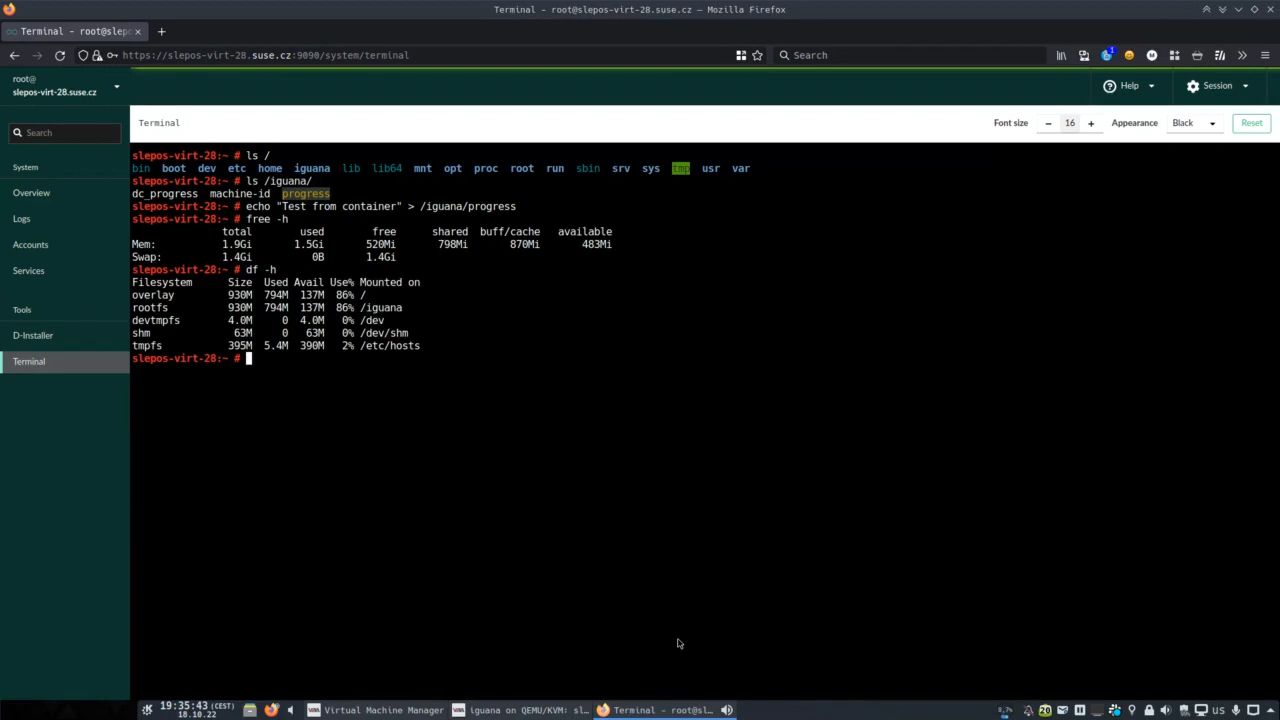 Terminal - root@slepos-virt-28.suse.cz — Mozilla Firefox
Terminal - root@slep
https://slepos-virt-28.suse.cz:9090/system/terminal
Search
1
root@
slepos-virt-28.suse.cz
Help
Session
Search
Terminal
Font size
16
Appearance
Black
Reset
System
Overview
Logs
Accounts
Services
Tools
D-Installer
Terminal
slepos-virt-28:~ # ls /
bin boot dev etc home iguana lib lib64 mnt opt proc root run sbin srv sys tmp usr var
slepos-virt-28:~ # ls /iguana/
dc_progress machine-id progress
slepos-virt-28:~ # echo "Test from container" > /iguana/progress
slepos-virt-28:~ # free -h
total used free shared buff/cache available
Mem: 1.9Gi 1.5Gi 520Mi 798Mi 870Mi 483Mi
Swap: 1.4Gi 0B 1.4Gi
slepos-virt-28:~ # df -h
Filesystem Size Used Avail Use% Mounted on
overlay 930M 794M 137M 86% /
rootfs 930M 794M 137M 86% /iguana
devtmpfs 4.0M 0 4.0M 0% /dev
shm 63M 0 63M 0% /dev/shm
tmpfs 395M 5.4M 390M 2% /etc/hosts
slepos-virt-28:~ #
19:35:43 (CEST)
18.10.22
Virtual Machine Manager
iguana on QEMU/KVM: sl...
Terminal - root@sl...
20
us